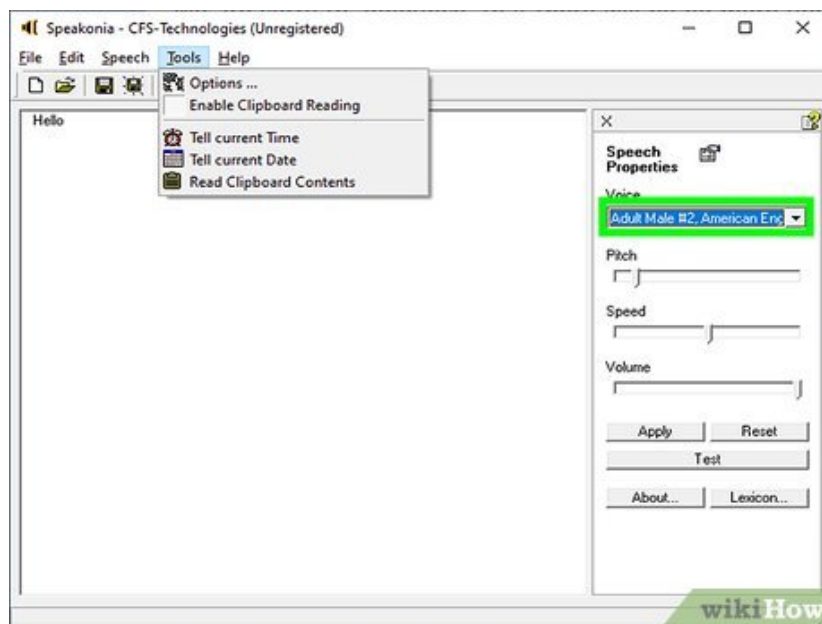 Speakonia - CFS-Technologies (Unregistered)
File Edit Speech Tools Help
Options ...
Enable Clipboard Reading
Tell current Time
Tell current Date
Read Clipboard Contents
Hello
Speech
Properties
Voice
Adult Male #2, American Eng
Pitch
Speed
Volume
Apply Reset
Test
About... Lexicon...
wikiHow